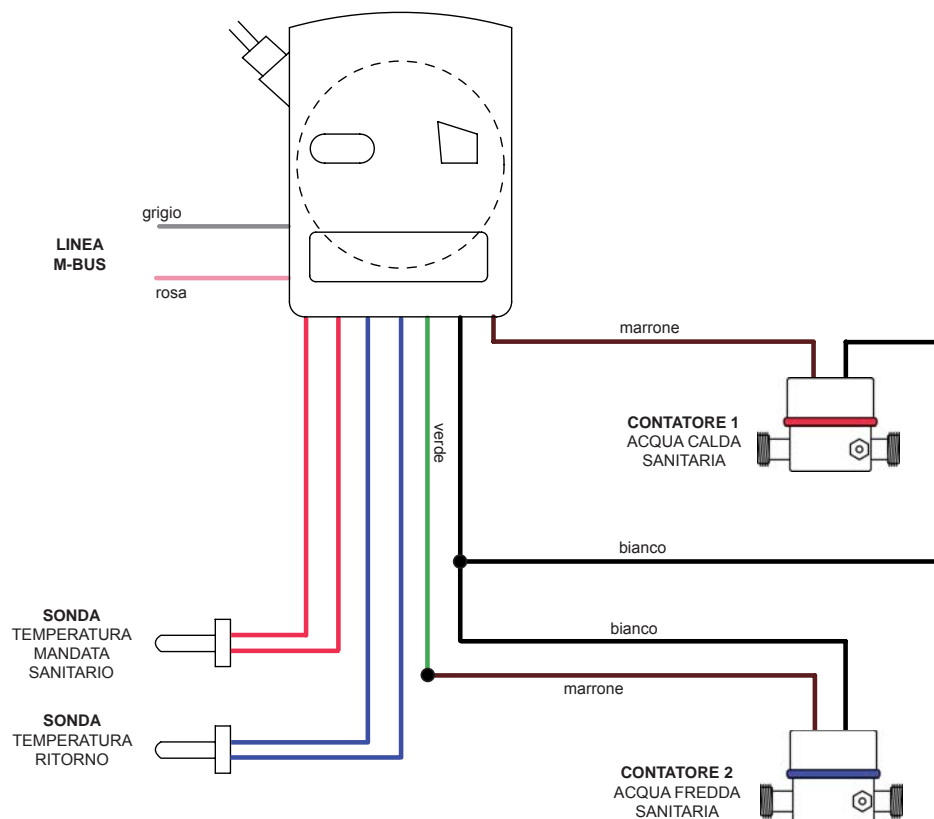 grigio
LINEA
M-BUS
rosa
marrone
CONTATORE 1
ACQUA CALDA
SANITARIA
verde
bianco
bianco
SONDA
TEMPERATURA
MANDATA
SANITARIO
marrone
SONDA
TEMPERATURA
RITORNO
CONTATORE 2
ACQUA FREDDA
SANITARIA